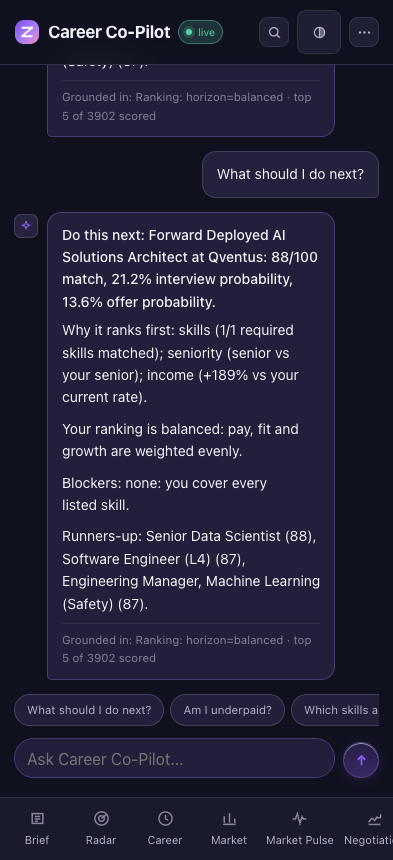 Career Co-Pilot
live
(Safety) (87).
Grounded in: Ranking: horizon=balanced · top
5 of 3902 scored
What should I do next?
Do this next: Forward Deployed AI
Solutions Architect at Qventus: 88/100
match, 21.2% interview probability,
13.6% offer probability.
Why it ranks first: skills (1/1 required
skills matched); seniority (senior vs
your senior); income (+189% vs your
current rate).
Your ranking is balanced: pay, fit and
growth are weighted evenly.
Blockers: none: you cover every
listed skill.
Runners-up: Senior Data Scientist (88),
Software Engineer (L4) (87),
Engineering Manager, Machine Learning
(Safety) (87).
Grounded in: Ranking: horizon=balanced · top
5 of 3902 scored
What should I do next?
Am I underpaid?
Which skills a
Ask Career Co-Pilot...
Brief
Radar
Career
Market
Market Pulse
Negotiati